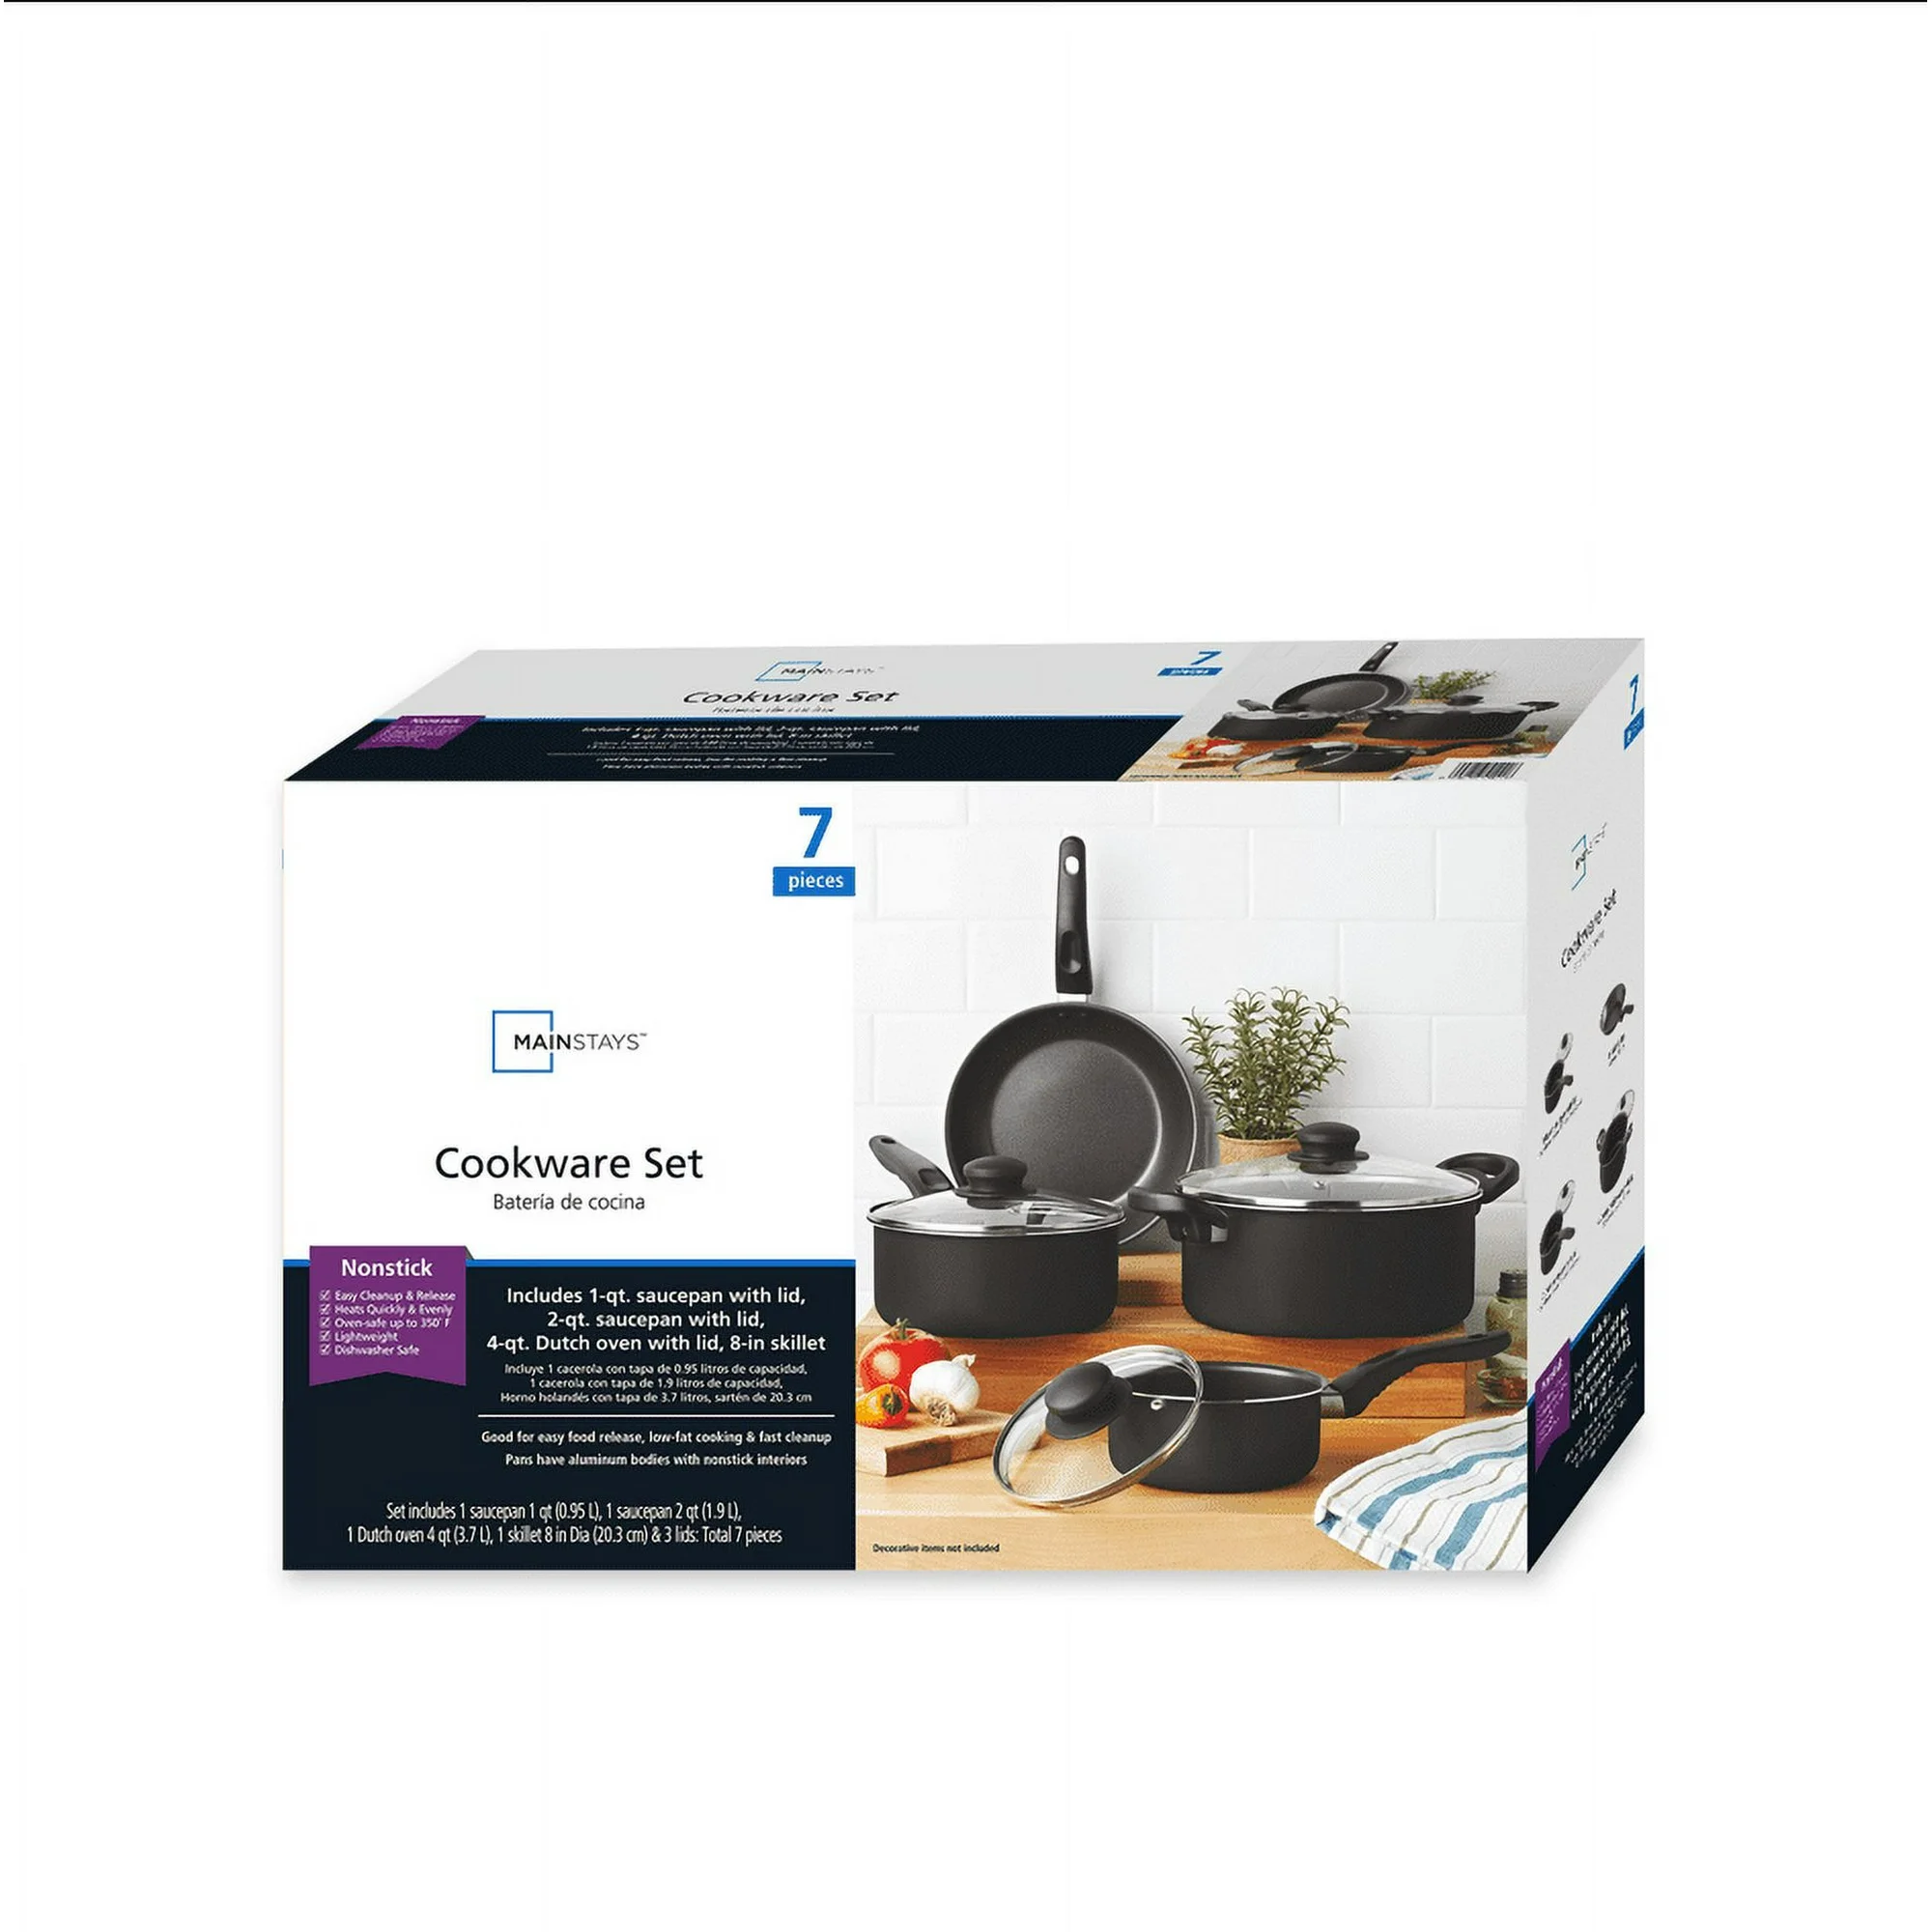 MAINSTAYS™
Cookware Set
7
pieces
Nonstick
7
7
pieces
MAINSTAYS™
Cookware Set
Batería de cocina
Nonstick
Easy Cleanup & Release
Heats Quickly & Evenly
Oven-safe up to 350° F
Lightweight
Dishwasher Safe
Includes 1-qt. saucepan with lid,
2-qt. saucepan with lid,
4-qt. Dutch oven with lid, 8-in skillet
Incluye 1 cacerola con tapa de 0.95 litros de capacidad,
1 cacerola con tapa de 1.9 litros de capacidad,
Horno holandés con tapa de 3.7 litros, sartén de 20.3 cm
Good for easy food release, low-fat cooking & fast cleanup
Pans have aluminum bodies with nonstick interiors
Set includes 1 saucepan 1 qt (0.95 L), 1 saucepan 2 qt (1.9 L),
1 Dutch oven 4 qt (3.7 L), 1 skillet 8 in Dia (20.3 cm) & 3 lids: Total 7 pieces
Decorative items not included
Cookware Set